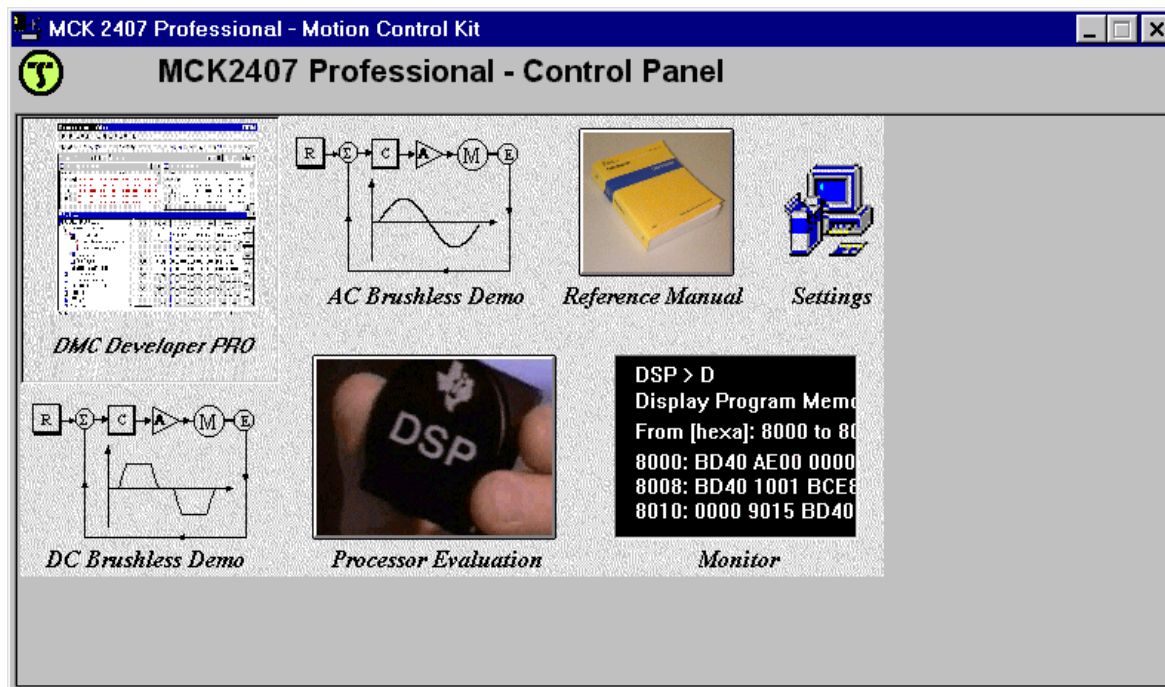 MCK 2407 Professional - Motion Control Kit
MCK2407 Professional - Control Panel
R Σ C A M E
AC Brushless Demo
Reference Manual
Settings
DMC Developer PRO
R Σ C A M E
DC Brushless Demo
DSP
Processor Evaluation
DSP > D
Display Program Memo
From [hexa]: 8000 to 80
8000: BD40 AE00 0000
8008: BD40 1001 BCE8
8010: 0000 9015 BD40
Monitor